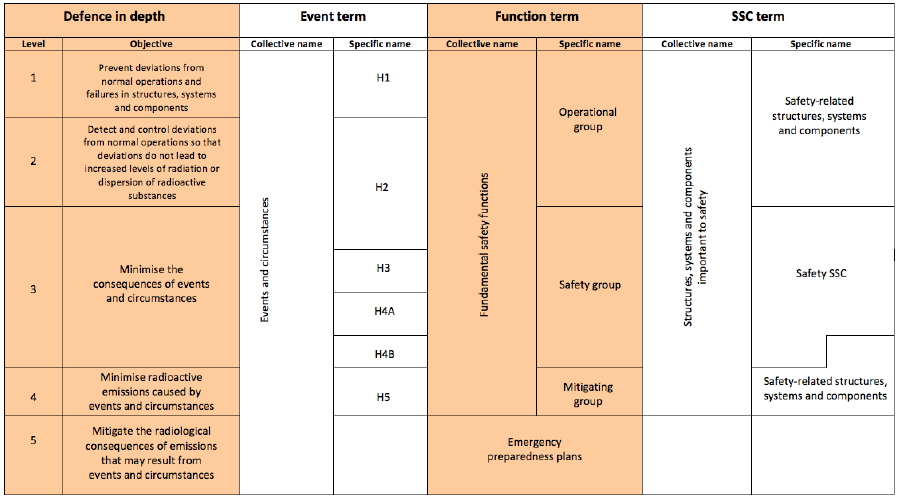 Defence in depth
Event term
Function term
SSC term
Level
Objective
Collective name
Specific name
Collective name
Specific name
Collective name
Specific name
1
Prevent deviations from
normal operations and
failures in structures, systems
and components
H1
Operational
group
Safety-related
structures, systems
and components
2
Detect and control deviations
from normal operations so that
deviations do not lead to
increased levels of radiation or
dispersion of radioactive
substances
H2
Events and circumstances
Fundamental safety functions
Structures, systems and components
important to safety
3
Minimise the
consequences of events
and circumstances
H3
H4A
H4B
Safety group
Safety SSC
4
Minimise radioactive
emissions caused by
events and circumstances
H5
Mitigating
group
Safety-related structures,
systems and components
5
Mitigate the radiological
consequences of emissions
that may result from
events and circumstances
Emergency
preparedness plans